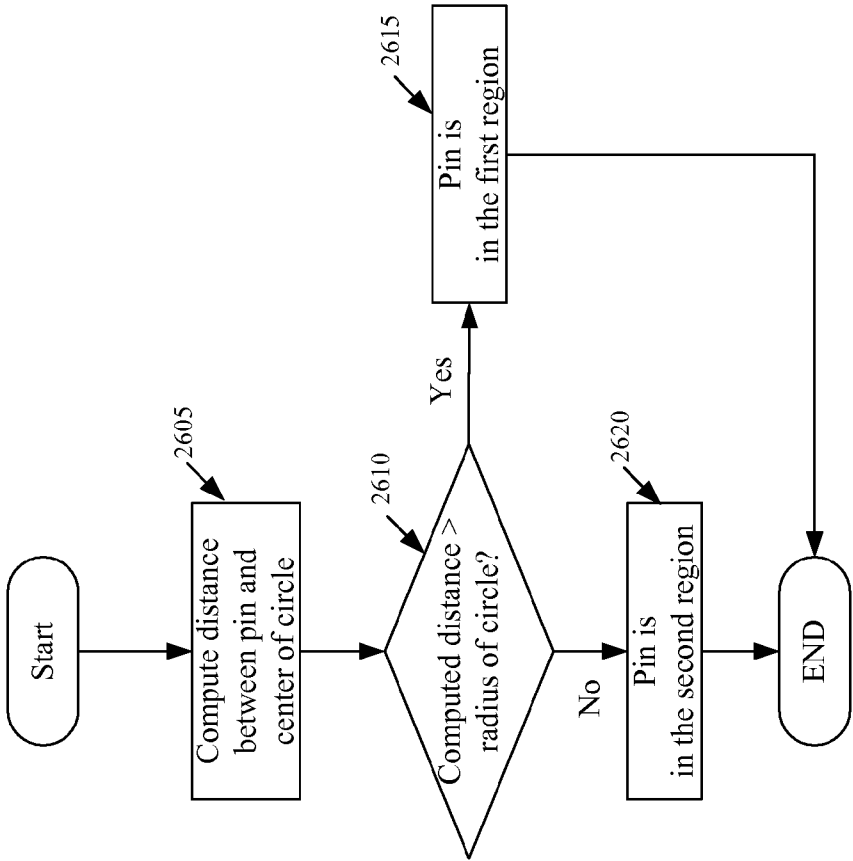 Start
2605
Compute distance
between pin and
center of circle
2610
Computed distance >
radius of circle?
Yes
2615
Pin is
in the first region
No
2620
Pin is
in the second region
END